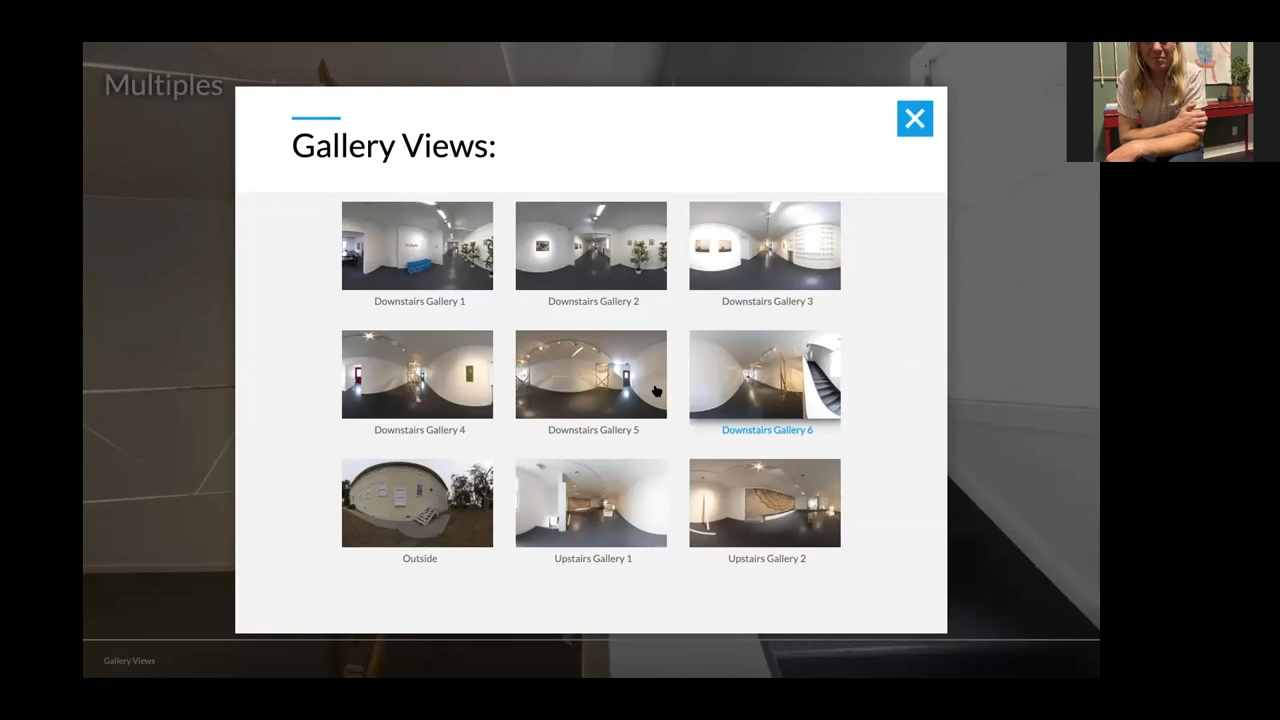 Multiples
Gallery Views:
Downstairs Gallery 1
Downstairs Gallery 2
Downstairs Gallery 3
Downstairs Gallery 4
Downstairs Gallery 5
Downstairs Gallery 6
Outside
Upstairs Gallery 1
Upstairs Gallery 2
Gallery Views